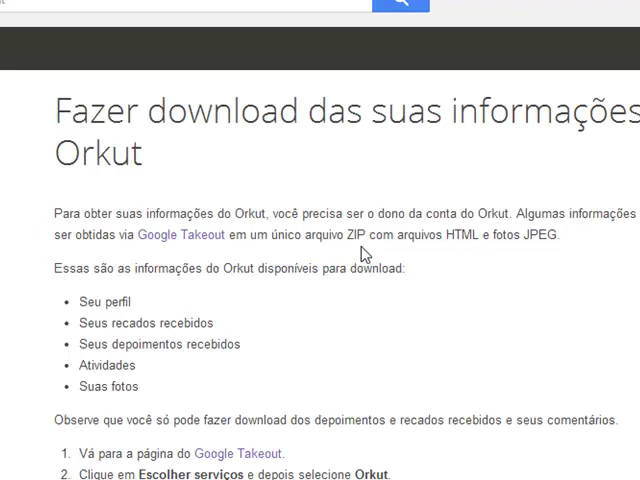 Fazer download das suas informações
Orkut
Para obter suas informações do Orkut, você precisa ser o dono da conta do Orkut. Algumas informações
ser obtidas via Google Takeout em um único arquivo ZIP com arquivos HTML e fotos JPEG.
Essas são as informações do Orkut disponíveis para download:
• Seu perfil
• Seus recados recebidos
• Seus depoimentos recebidos
• Atividades
• Suas fotos
Observe que você só pode fazer download dos depoimentos e recados recebidos e seus comentários.
1. Vá para a página do Google Takeout.
2. Clique em Escolher serviços e depois selecione Orkut.